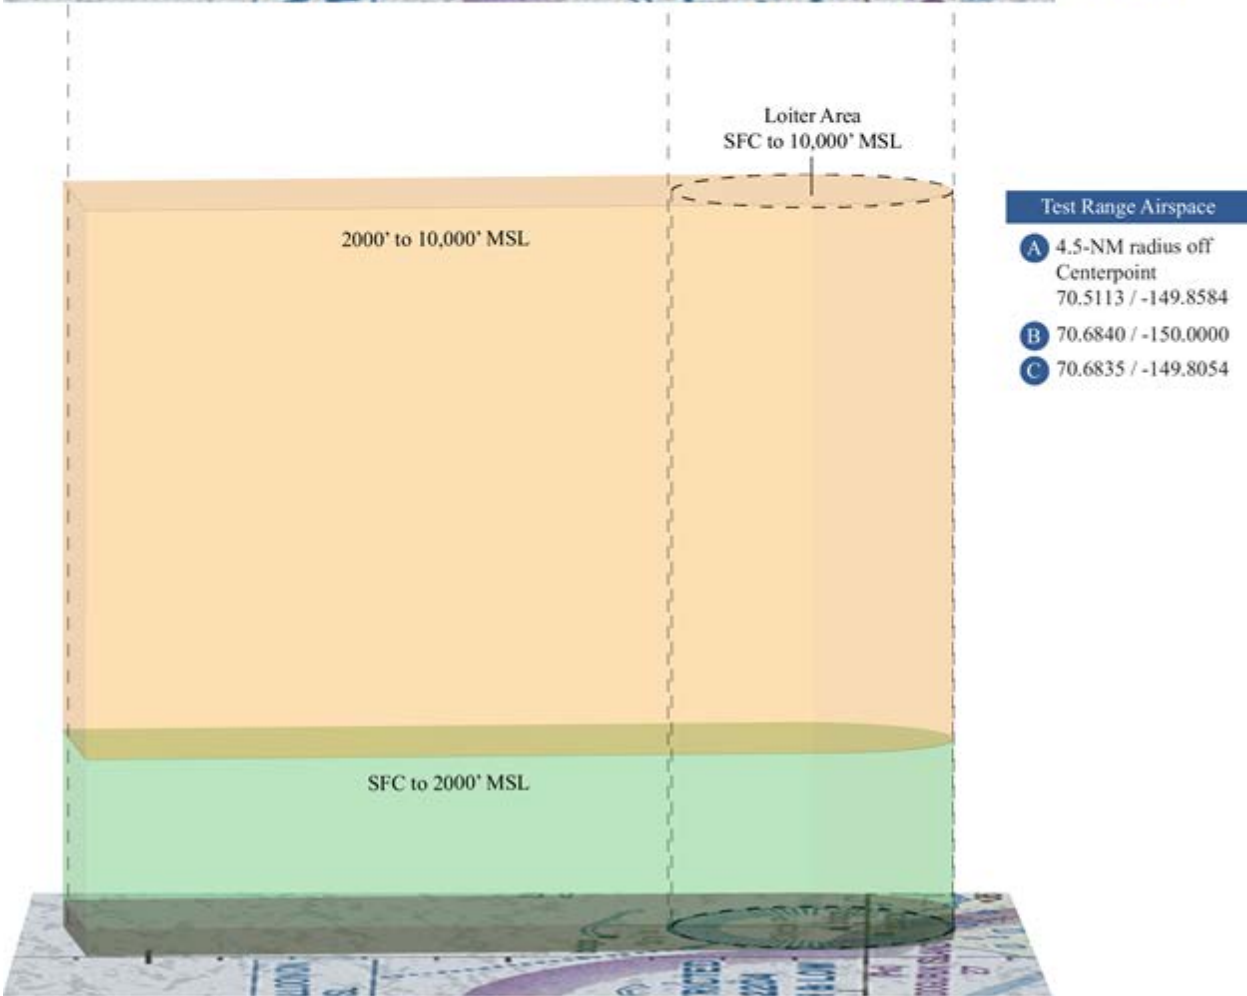 Loiter Area
SFC to 10,000' MSL
2000' to 10,000' MSL
Test Range Airspace
A 4.5-NM radius off
Centerpoint
70.5113 / -149.8584
B 70.6840 / -150.0000
C 70.6835 / -149.8054
SFC to 2000' MSL